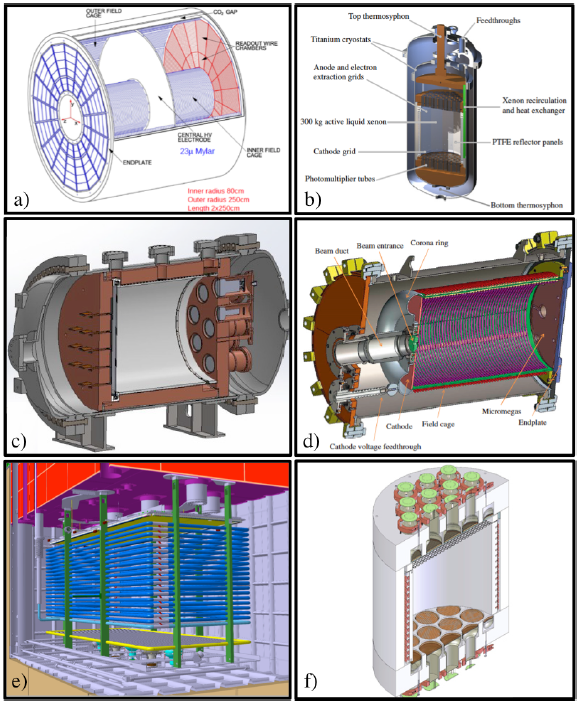 OUTER FIELD
CAGE
CO₂ GAP
READOUT WIRE
CHAMBERS
CENTRAL HV
ELECTRODE
23μ Mylar
INNER FIELD
CAGE
ENDPLATE
Inner radius 80cm
Outer radius 250cm
Length 2x250cm
a)
Top thermosyphon
Feedthroughs
Titanium cryostats
Anode and electron
extraction grids
Xenon recirculation
and heat exchanger
300 kg active liquid xenon
PTFE reflector panels
Cathode grid
Photomultiplier tubes
Bottom thermosyphon
b)
c)
Beam duct
Beam entrance
Corona ring
Micromegas
Endplate
Cathode
Field cage
Cathode voltage feedthrough
d)
e)
f)